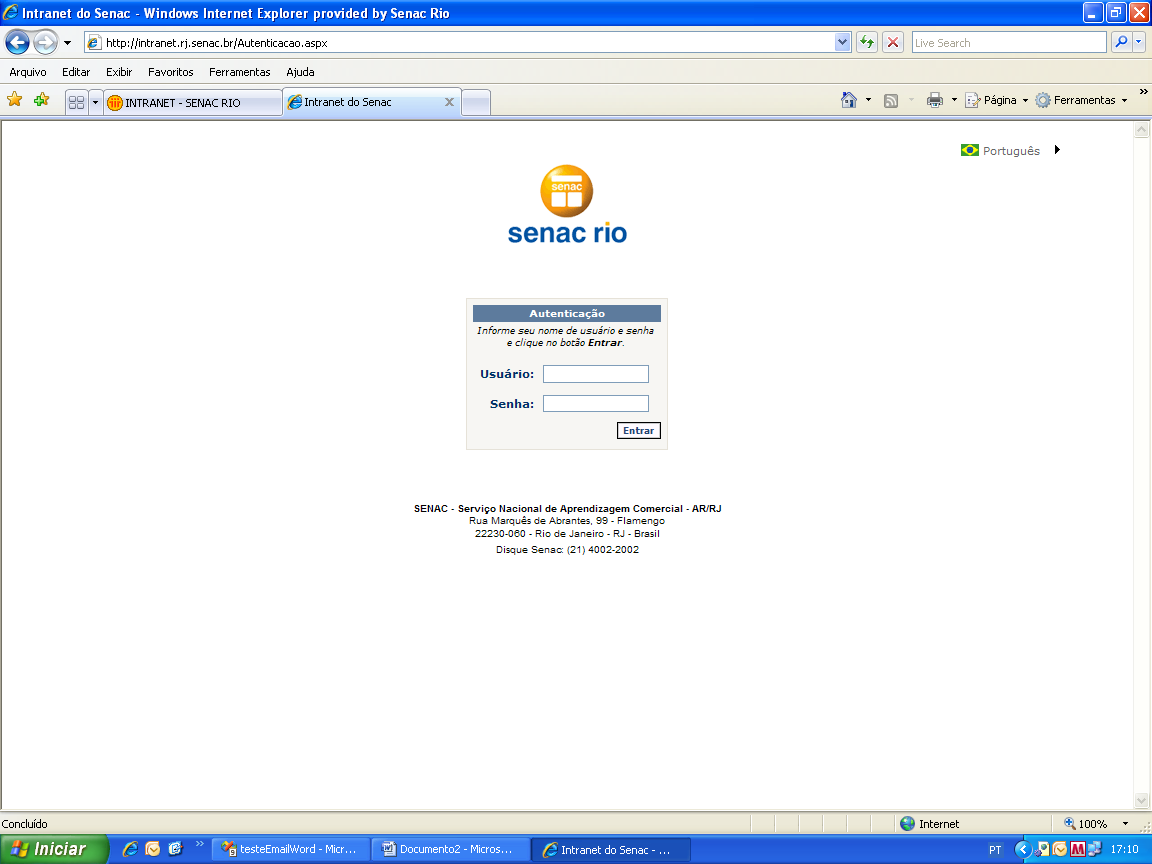 Intranet do Senac - Windows Internet Explorer provided by Senac Rio
http://intranet.rj.senac.br/Autenticacao.aspx
Live Search
Arquivo Editar Exibir Favoritos Ferramentas Ajuda
INTRANET - SENAC RIO
Intranet do Senac
Página
Ferramentas
Português
senac
senac rio
Autenticação
Informe seu nome de usuário e senha
e clique no botão Entrar.
Usuário:
Senha:
Entrar
SENAC - Serviço Nacional de Aprendizagem Comercial - AR/RJ
Rua Marquês de Abrantes, 99 - Flamengo
22230-060 - Rio de Janeiro - RJ - Brasil
Disque Senac: (21) 4002-2002
Concluído
Internet
100%
Iniciar
testeEmailWord - Micr...
Documento2 - Micros...
Intranet do Senac - ...
PT
17:10